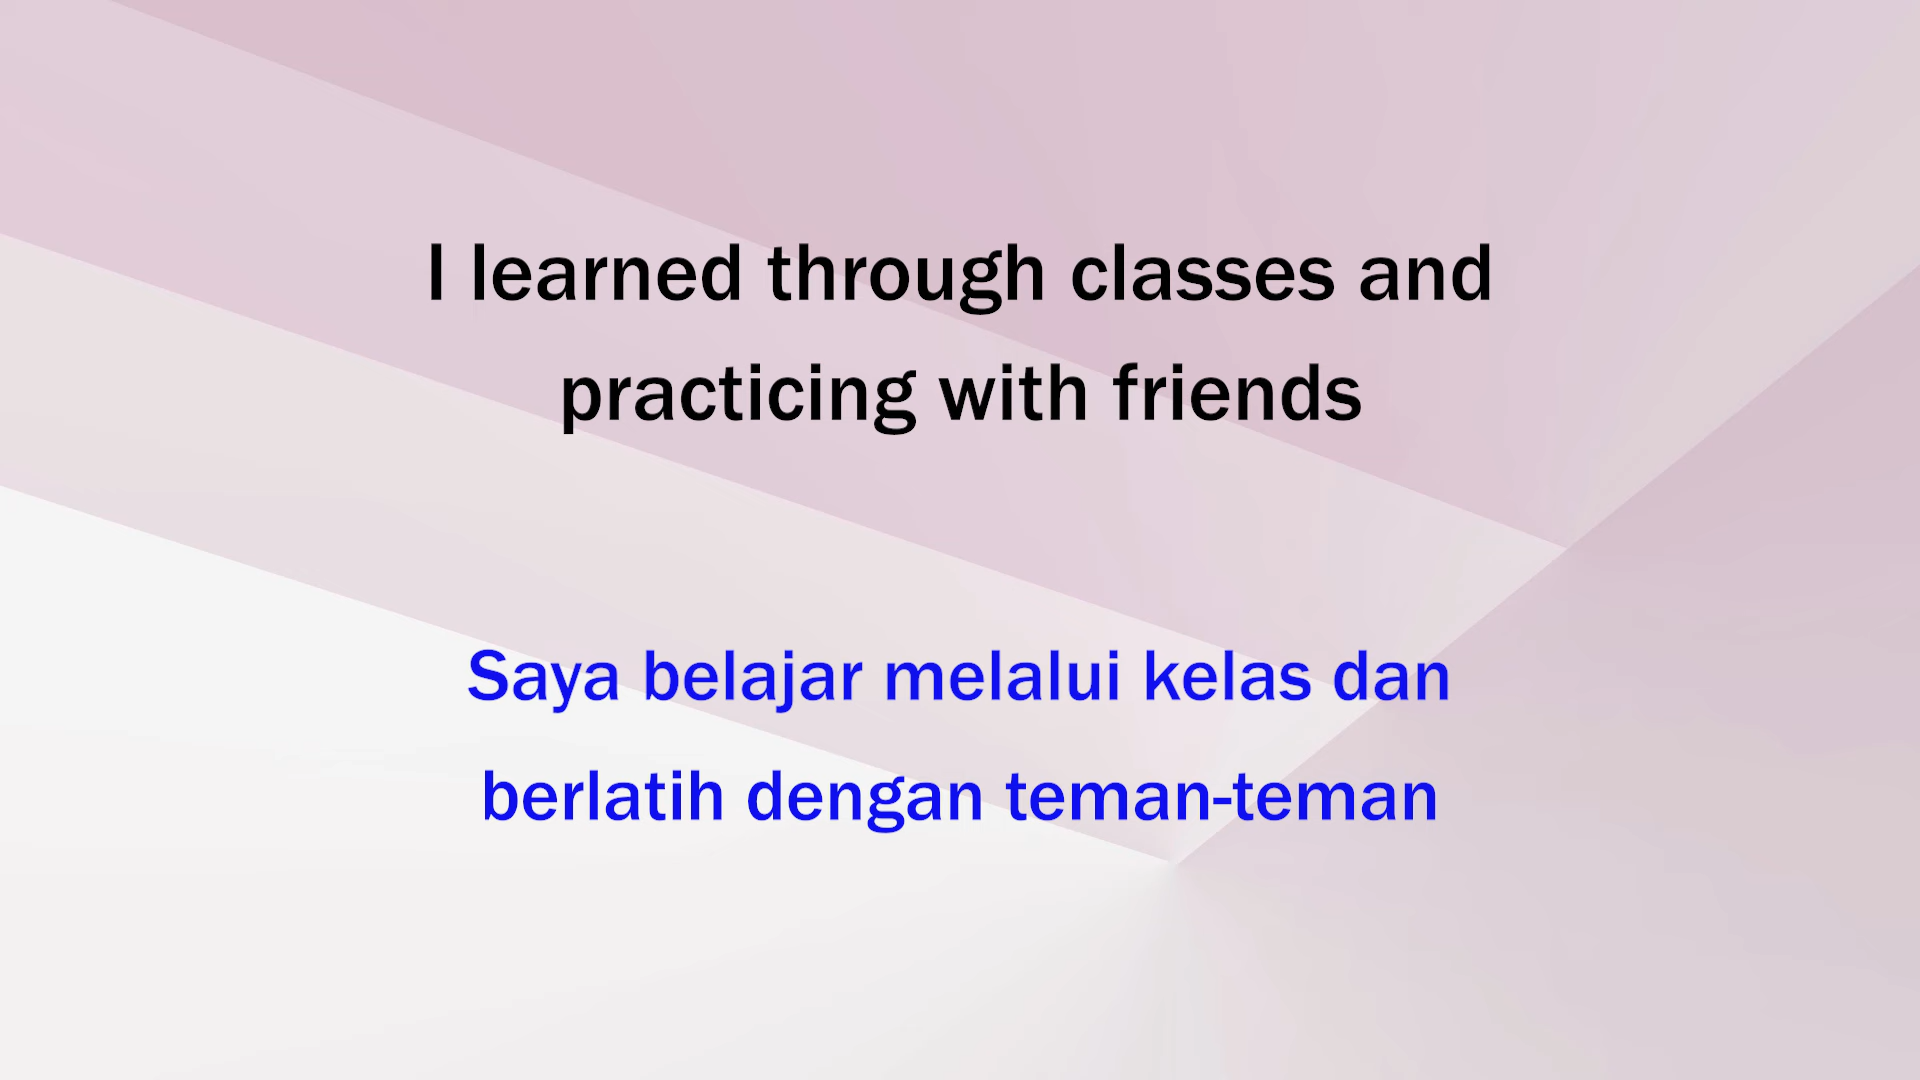 I learned through classes and
practicing with friends
Saya belajar melalui kelas dan
berlatih dengan teman-teman